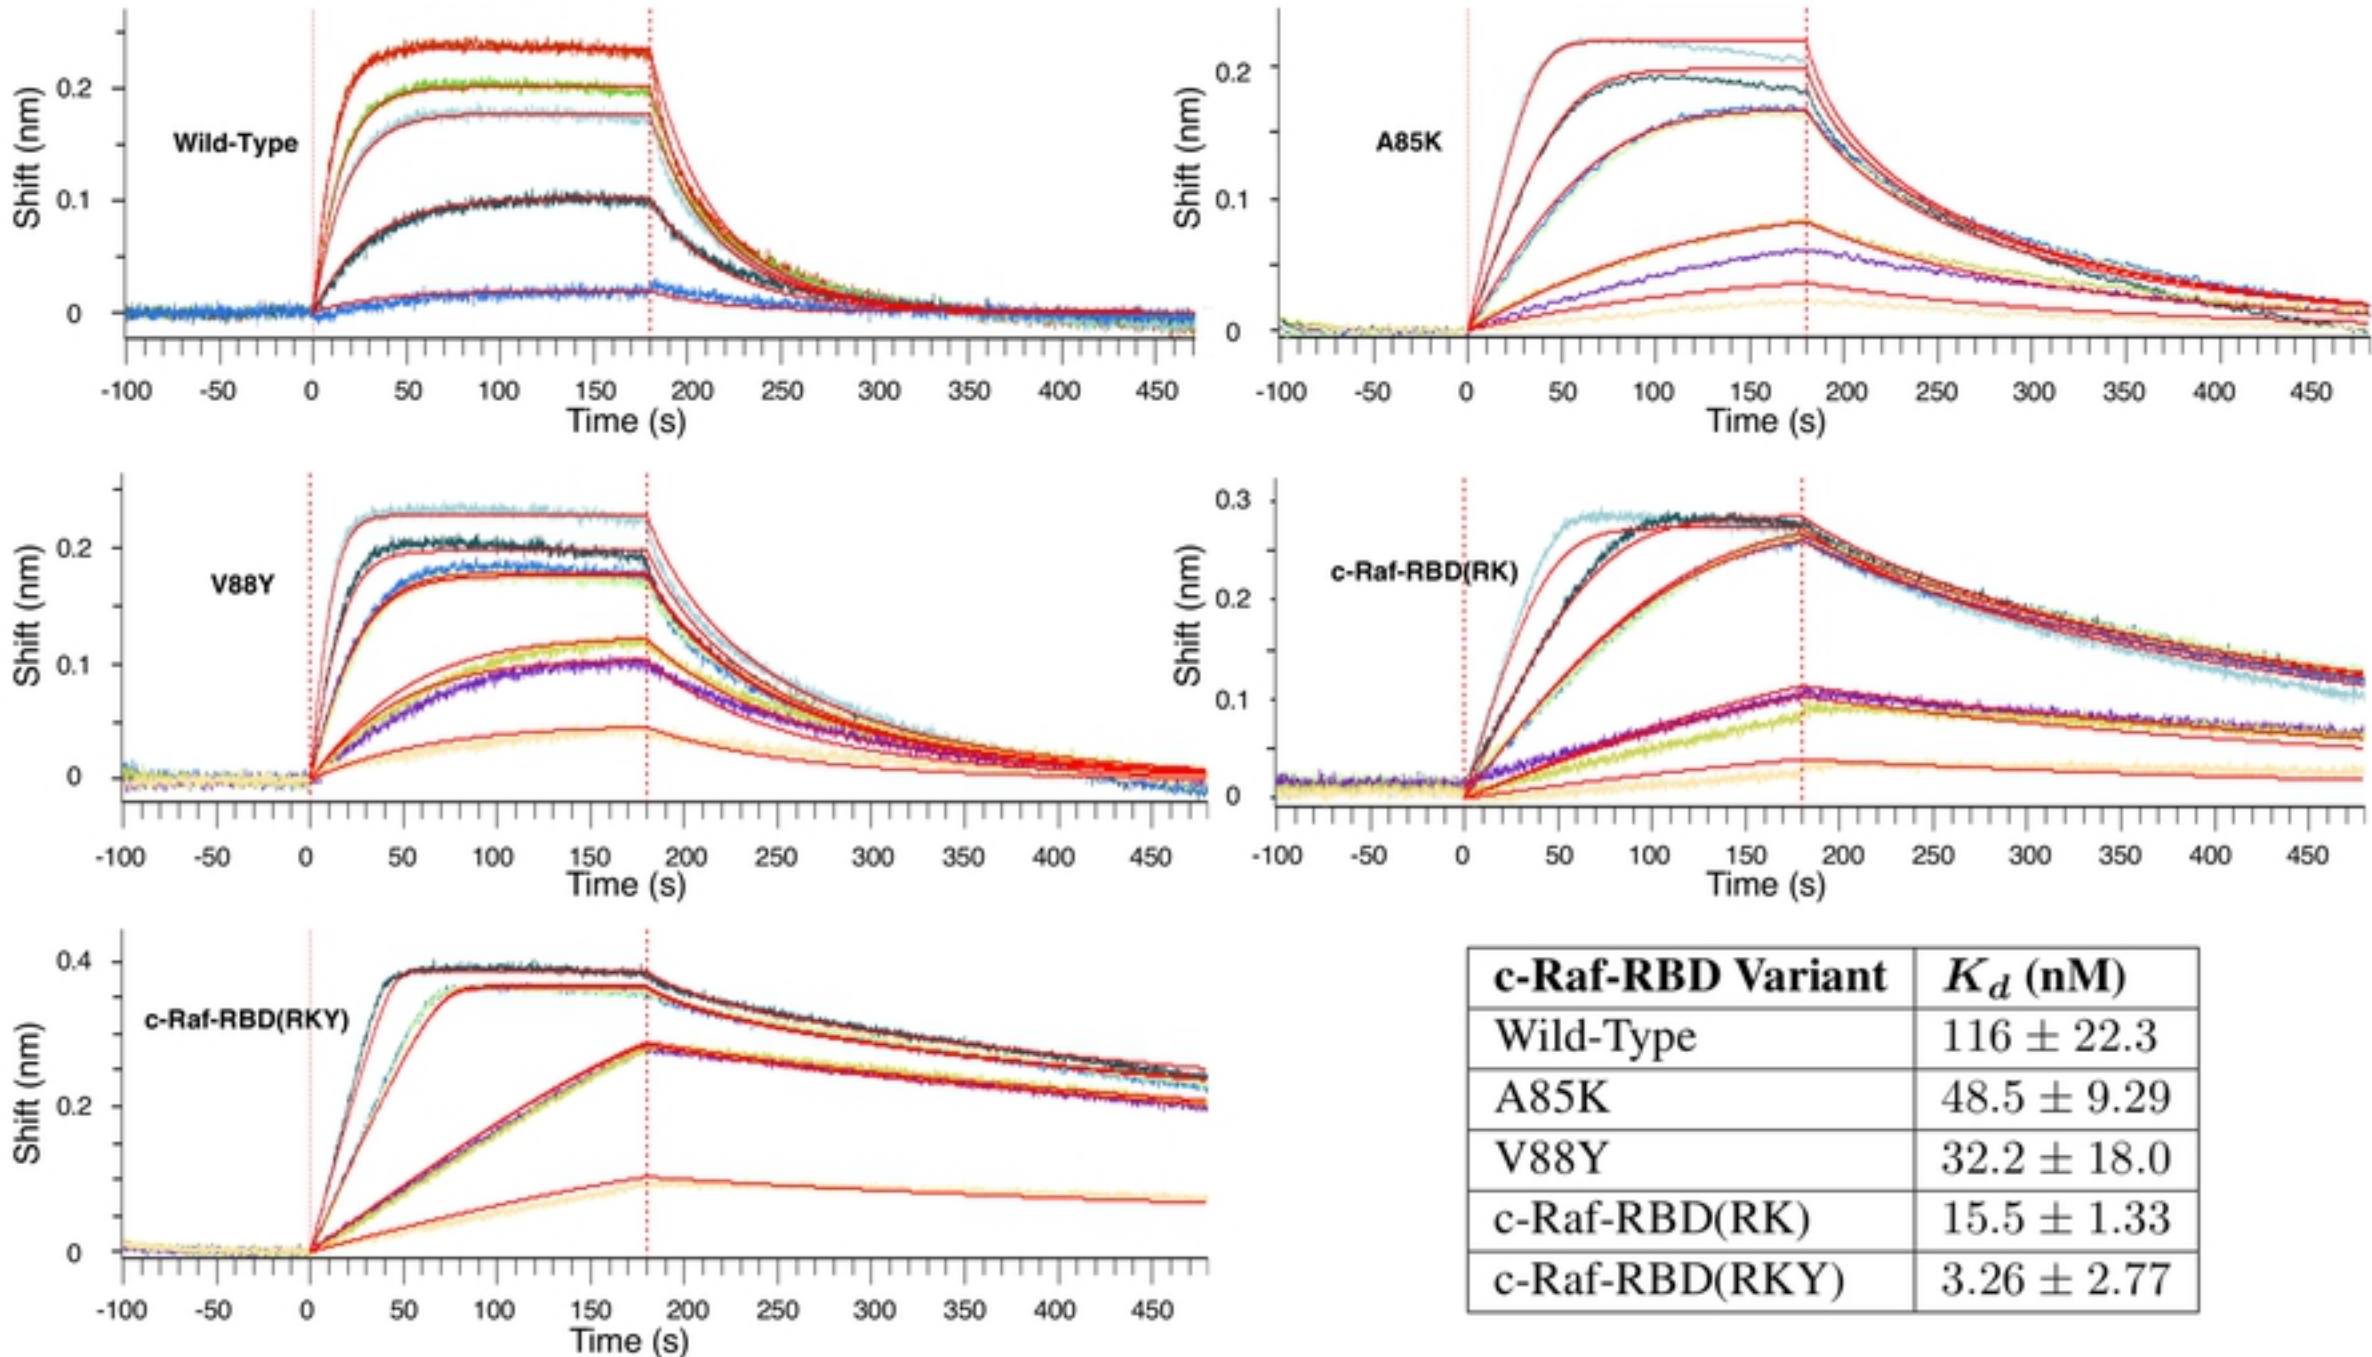 Shift (nm)
0.2
0.1
0
Wild-Type
-100 -50 0 50 100 150 200 250 300 350 400 450
Time (s)
Shift (nm)
0.2
0.1
0
A85K
-100 -50 0 50 100 150 200 250 300 350 400 450
Time (s)
Shift (nm)
0.2
0.1
0
V88Y
-100 -50 0 50 100 150 200 250 300 350 400 450
Time (s)
Shift (nm)
0.3
0.2
0.1
0
c-Raf-RBD(RK)
-100 -50 0 50 100 150 200 250 300 350 400 450
Time (s)
Shift (nm)
0.4
0.2
0
c-Raf-RBD(RKY)
-100 -50 0 50 100 150 200 250 300 350 400 450
Time (s)
c-Raf-RBD Variant K_d (nM)
Wild-Type 116 ± 22.3
A85K 48.5 ± 9.29
V88Y 32.2 ± 18.0
c-Raf-RBD(RK) 15.5 ± 1.33
c-Raf-RBD(RKY) 3.26 ± 2.77